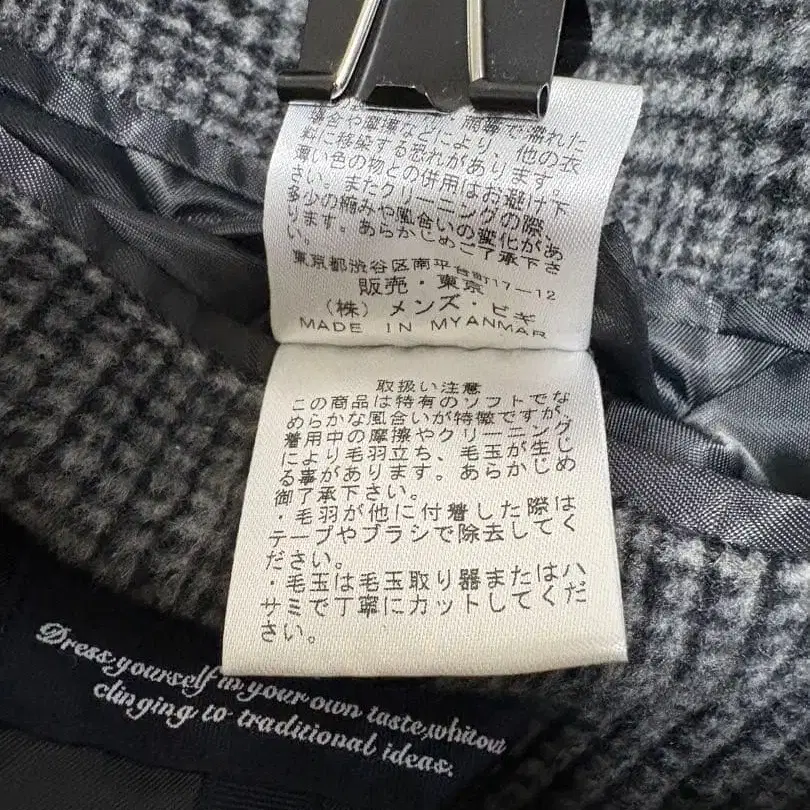 場合や摩擦などにより、他の衣
料に移染する恐れがあります。
薄い色の物との併用はお避け下
さい。またクリーニングの際、
多少の縮みや風合いの変化があ
ります。あらかじめご了承下さ
い。
東京都渋谷区南平台町17-12
販売・東京
(株)メンズ・ビギ
MADE IN MYANMAR
取扱い注意
この商品は特有のソフトでな
めらかな風合いが特徴ですが、
着用中の摩擦やクリーニング
により毛羽立ち、毛玉が生じ
る事があります。あらかじめ
御了承下さい。
・毛羽が他に付着した際は
テープやブラシで除去してく
ださい。
・毛玉は毛玉取り器またはハ
サミで丁寧にカットしてくだ
さい。
Dress yourself in your own taste,whitout
clinging to traditional ideas.